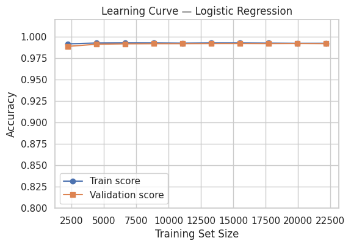 Learning Curve — Logistic Regression
1.000
0.975
0.950
0.925
0.900
0.875
0.850
0.825
0.800
Accuracy
Train score
Validation score
2500 5000 7500 10000 12500 15000 17500 20000 22500
Training Set Size